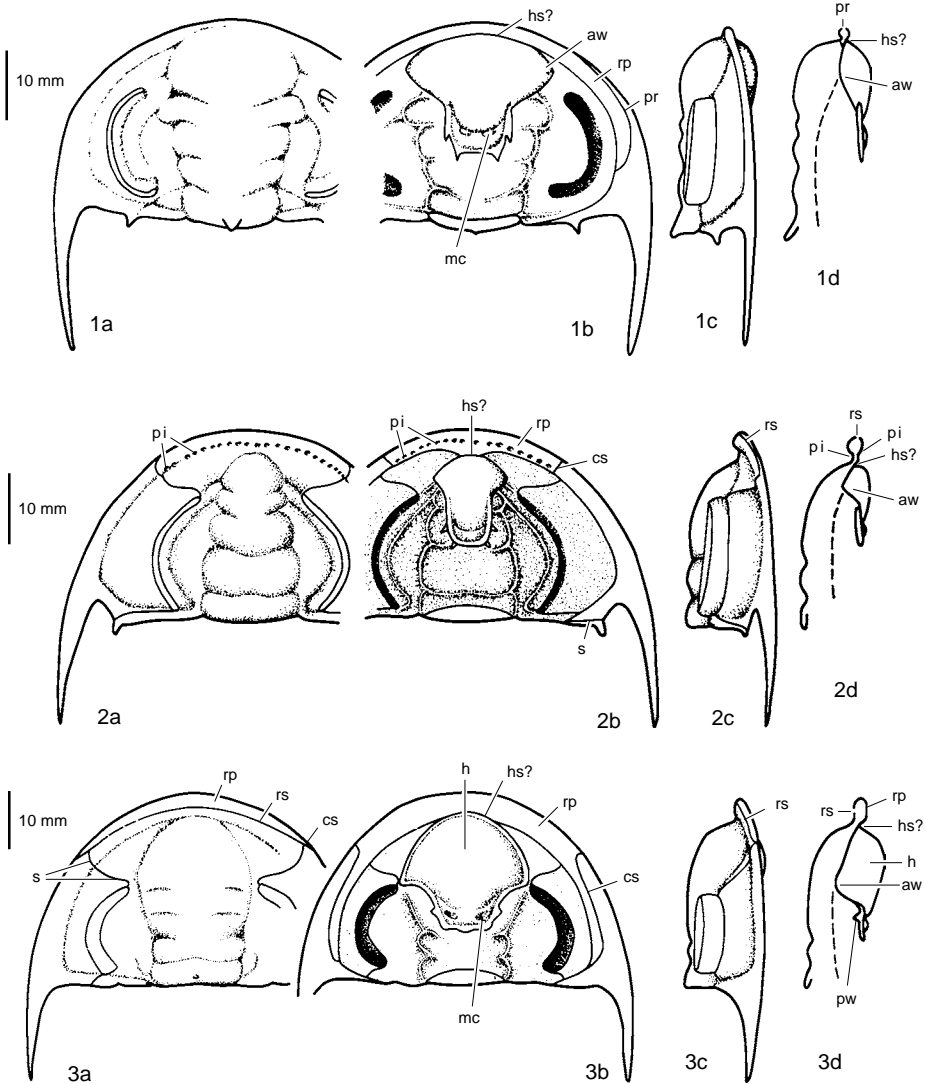 hs?
aw
rp
pr
mc
10 mm
1a
1b
1c
pr
hs?
aw
1d
pi
pi
hs?
rp
cs
s
10 mm
2a
2b
rs
2c
rs
pi
pi
hs?
aw
2d
rp
rs
cs
s
10 mm
3a
h
hs?
rp
cs
mc
3b
rs
3c
rs
rp
hs?
h
aw
pw
3d